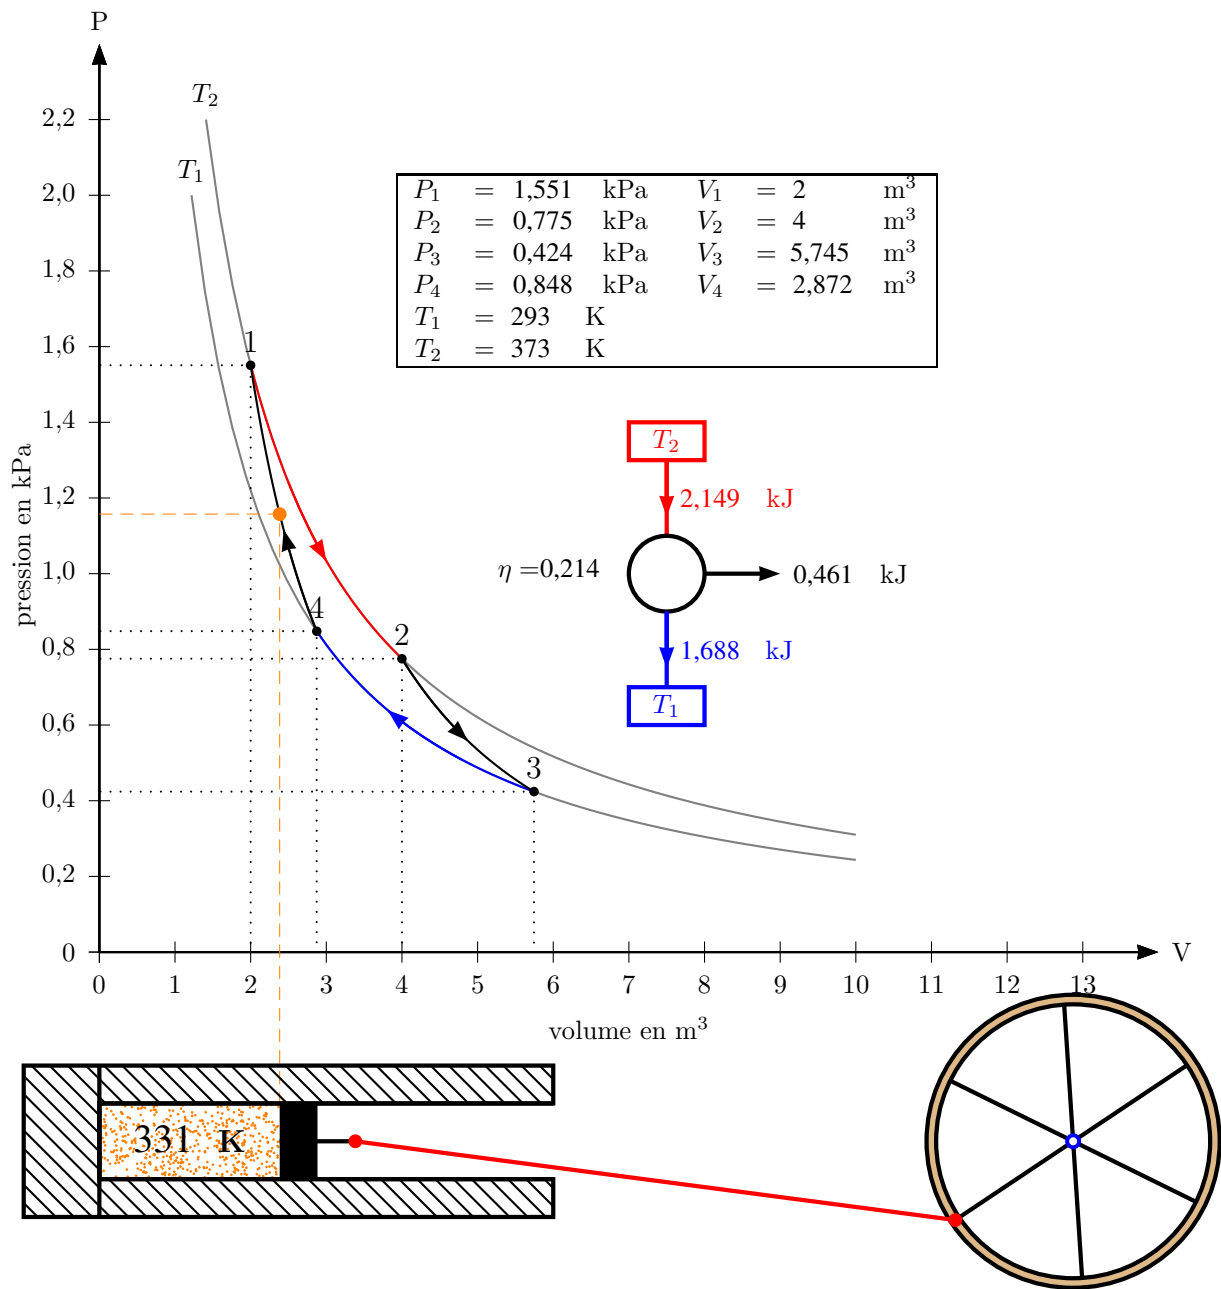 P
T₂
2,2
T₁
2,0
P₁ = 1,551 kPa V₁ = 2 m³
P₂ = 0,775 kPa V₂ = 4 m³
P₃ = 0,424 kPa V₃ = 5,745 m³
P₄ = 0,848 kPa V₄ = 2,872 m³
T₁ = 293 K
T₂ = 373 K
1,8
1,6
1
1,4
T₂
1,2
2,149 kJ
pression en kPa
1,0
η =0,214
0,461 kJ
4
0,8
2
1,688 kJ
0,6
T₁
3
0,4
0,2
0
V
0 1 2 3 4 5 6 7 8 9 10 11 12 13
volume en m³
331 K